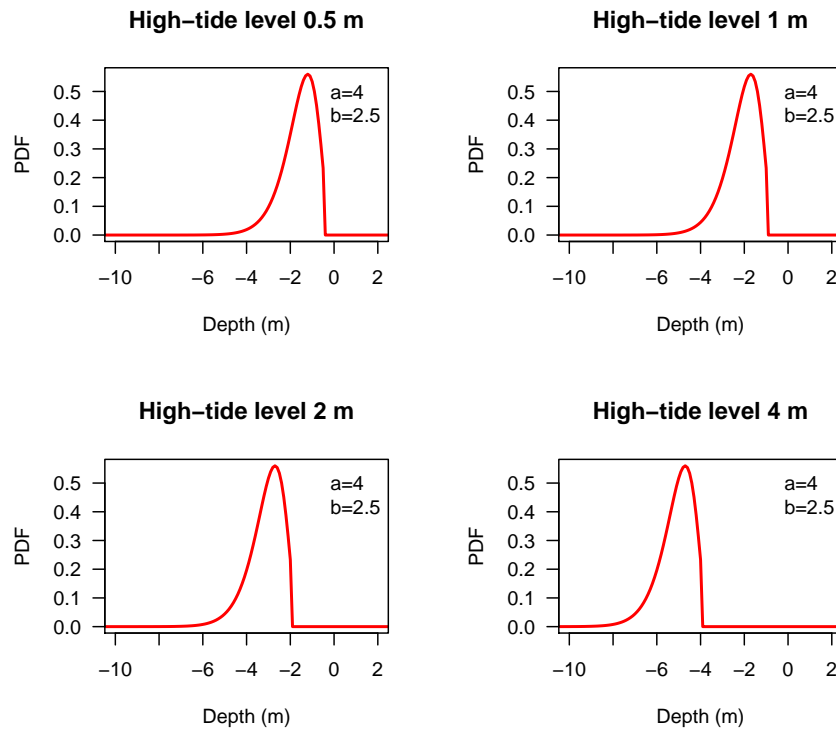 High−tide level 0.5 m
PDF
0.5
0.4
0.3
0.2
0.1
0.0
a=4
b=2.5
−10 −6 −4 −2 0 2
Depth (m)
High−tide level 1 m
PDF
0.5
0.4
0.3
0.2
0.1
0.0
a=4
b=2.5
−10 −6 −4 −2 0 2
Depth (m)
High−tide level 2 m
PDF
0.5
0.4
0.3
0.2
0.1
0.0
a=4
b=2.5
−10 −6 −4 −2 0 2
Depth (m)
High−tide level 4 m
PDF
0.5
0.4
0.3
0.2
0.1
0.0
a=4
b=2.5
−10 −6 −4 −2 0 2
Depth (m)